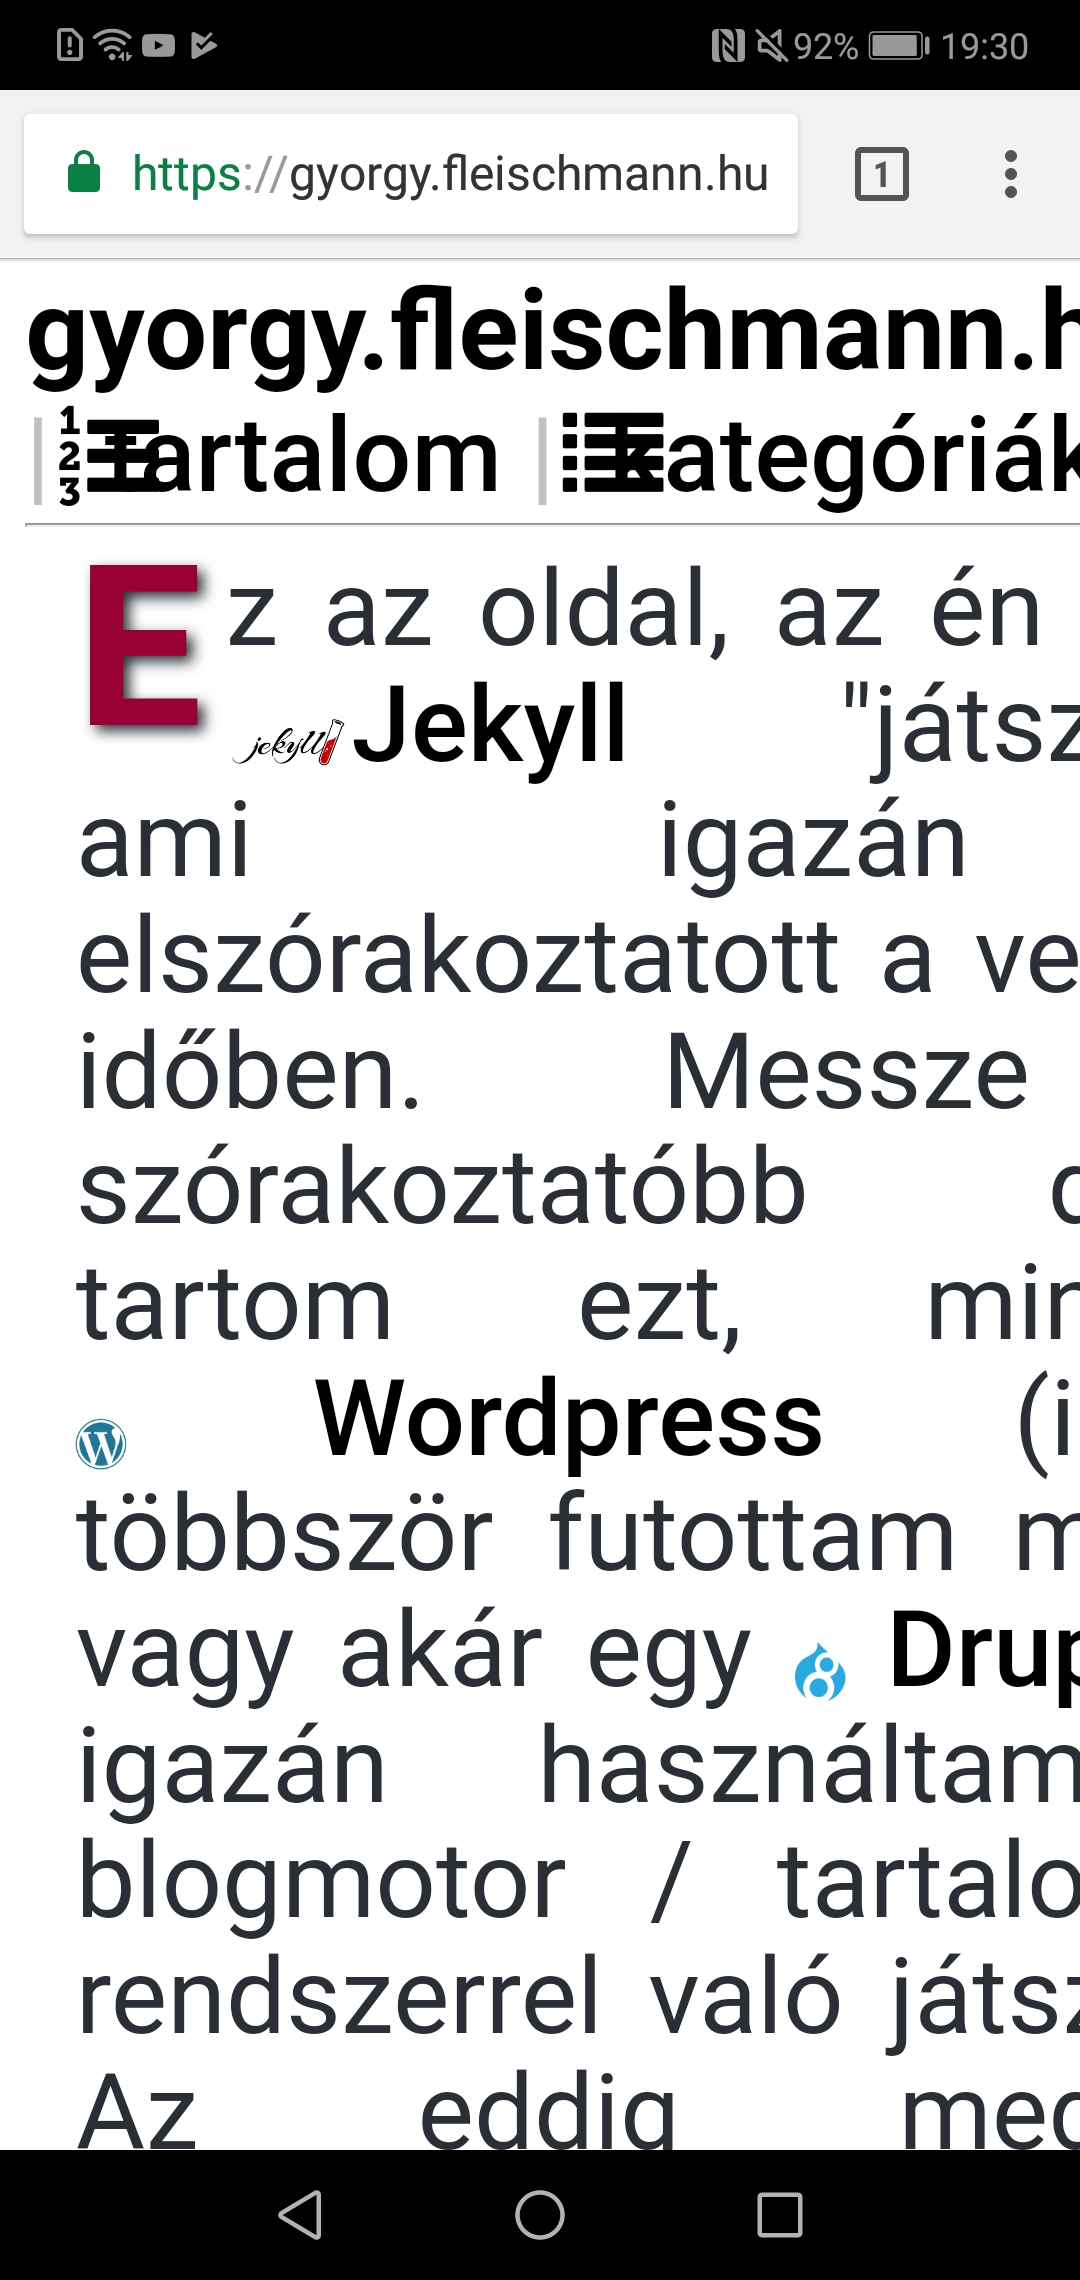 92% 19:30
https://gyorgy.fleischmann.hu
1
gyorgy.fleischmann.h
| Tartalom | Kategóriák
Ez az oldal, az én
jekyll Jekyll "játsz
ami igazán
elszórakoztatott a ve
időben. Messze
szórakoztatóbb
tartom ezt, min
Wordpress (i
többször futottam m
vagy akár egy Drup
igazán használtam
blogmotor / tartalo
rendszerrel való játsz
Az eddig meg